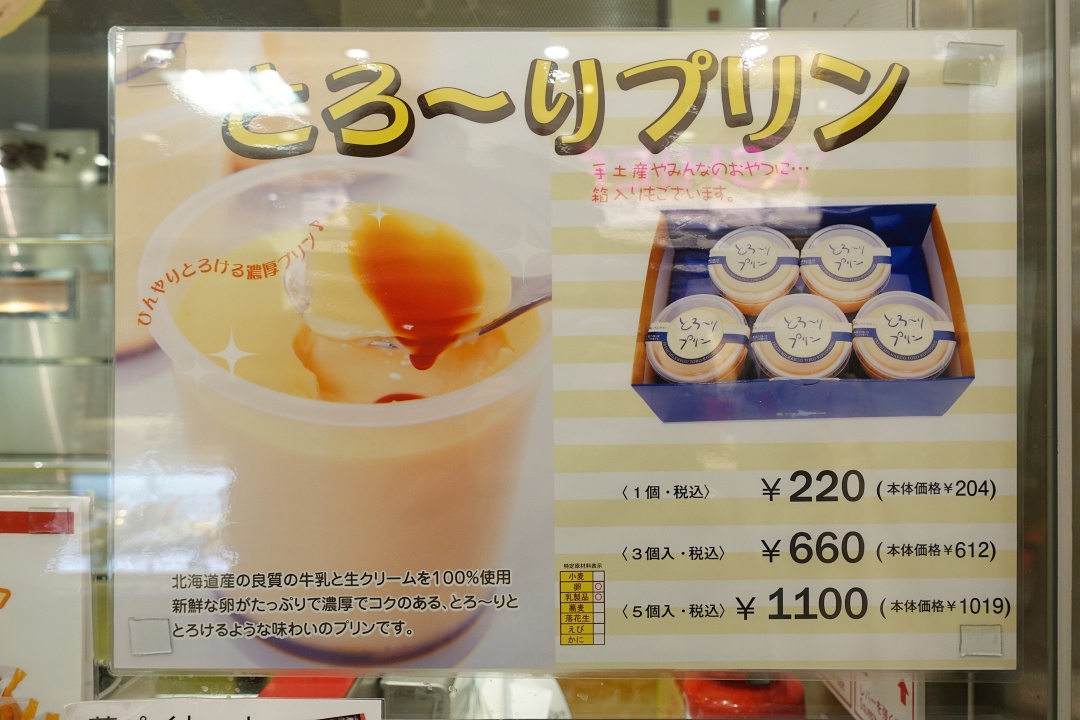 とろ～りプリン
手土産やみんなのおやつに…
箱入りもございます。
ひんやりとろける濃厚プリン♪
とろ～り
プリン
とろ～り
プリン
とろ～り
プリン
とろ～り
プリン
とろ～り
プリン
〈1個・税込〉 ￥220 (本体価格￥204)
〈3個入・税込〉 ￥660 (本体価格￥612)
〈5個入・税込〉 ￥1100 (本体価格￥1019)
特定原材料表示
小麦
卵 ○
乳製品 ○
蕎麦
落花生
えび
かに
北海道産の良質の牛乳と生クリームを100%使用
新鮮な卵がたっぷりで濃厚でコクのある、とろ～りと
とろけるような味わいのプリンです。